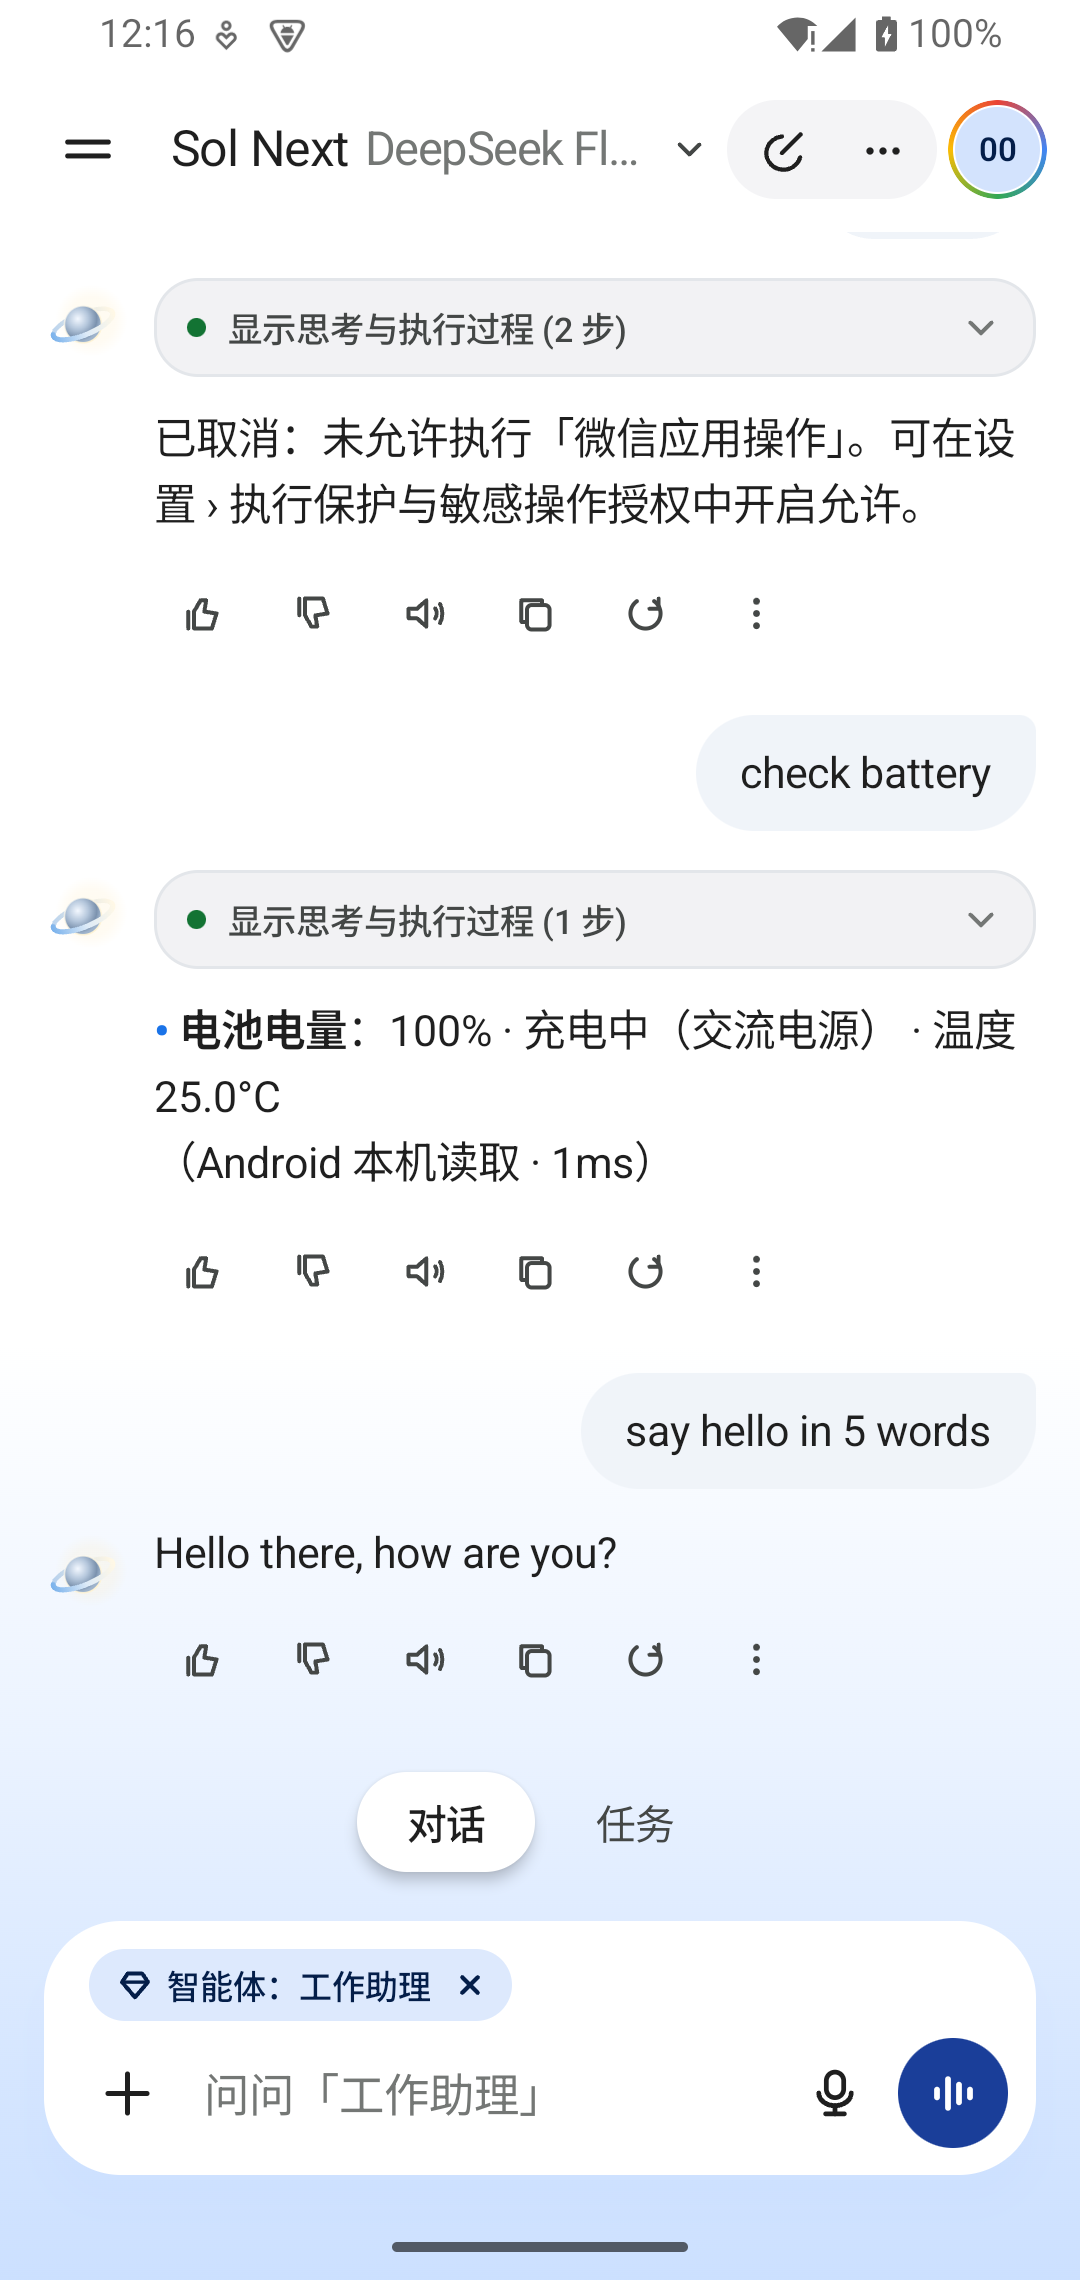 12:16
100%
Sol Next DeepSeek Fl...
00
显示思考与执行过程 (2 步)
已取消：未允许执行「微信应用操作」。可在设
置 › 执行保护与敏感操作授权中开启允许。
check battery
显示思考与执行过程 (1 步)
• 电池电量：100% · 充电中（交流电源） · 温度
25.0°C
（Android 本机读取 · 1ms）
say hello in 5 words
Hello there, how are you?
对话
任务
智能体：工作助理
问问「工作助理」